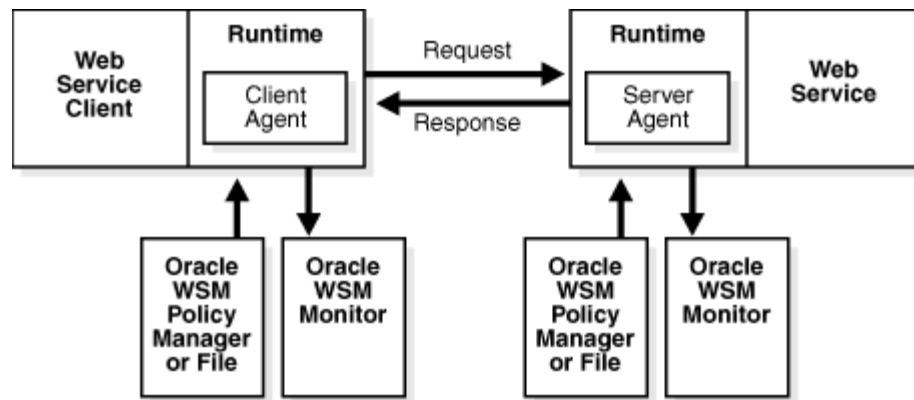 Web
Service
Client
Runtime
Client
Agent
Request
Response
Runtime
Server
Agent
Web
Service
Oracle
WSM
Policy
Manager
or File
Oracle
WSM
Monitor
Oracle
WSM
Policy
Manager
or File
Oracle
WSM
Monitor